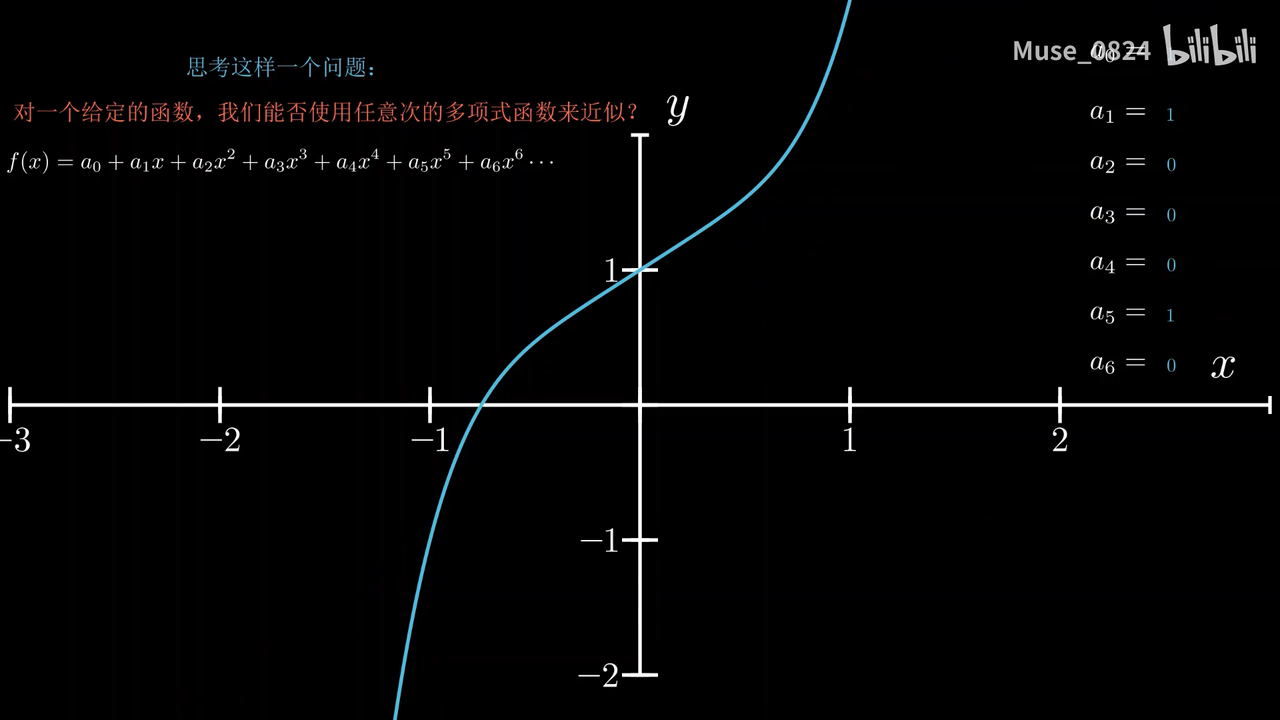 思考这样一个问题：
对一个给定的函数，我们能否使用任意次的多项式函数来近似？
f(x) = a₀ + a₁x + a₂x² + a₃x³ + a₄x⁴ + a₅x⁵ + a₆x⁶ ⋯
Muse_0824 bilibili
a₀ =
a₁ = 1
a₂ = 0
a₃ = 0
a₄ = 0
a₅ = 1
a₆ = 0
y
x
1
−3 −2 −1 1 2
−1
−2